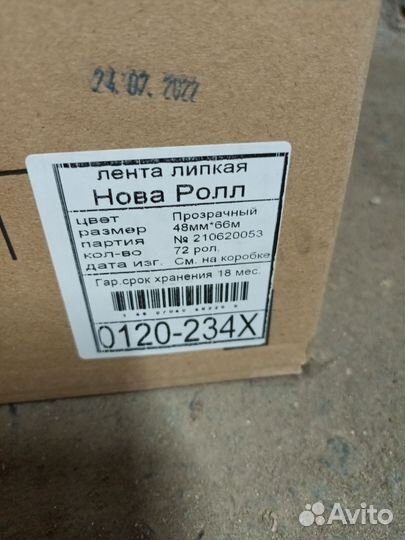 24.07.2022
лента липкая
Нова Ролл
цвет Прозрачный
размер 48мм*66м
партия № 210620053
кол-во 72 рол.
дата изг. См. на коробке
Гар.срок хранения 18 мес.
0120-234X
Avito